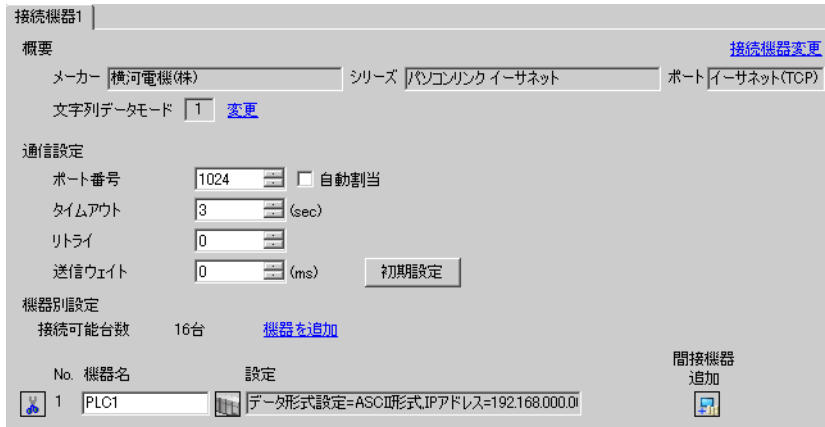 接続機器1
概要 接続機器変更
メーカー 横河電機(株) シリーズ パソコンリンク イーサネット ポート イーサネット(TCP)
文字列データモード 1 変更
通信設定
ポート番号 1024 自動割当
タイムアウト 3 (sec)
リトライ 0
送信ウェイト 0 (ms) 初期設定
機器別設定
接続可能台数 16台 機器を追加
間接機器
No. 機器名 設定 追加
1 PLC1 データ形式設定=ASCII形式,IPアドレス=192.168.000.0